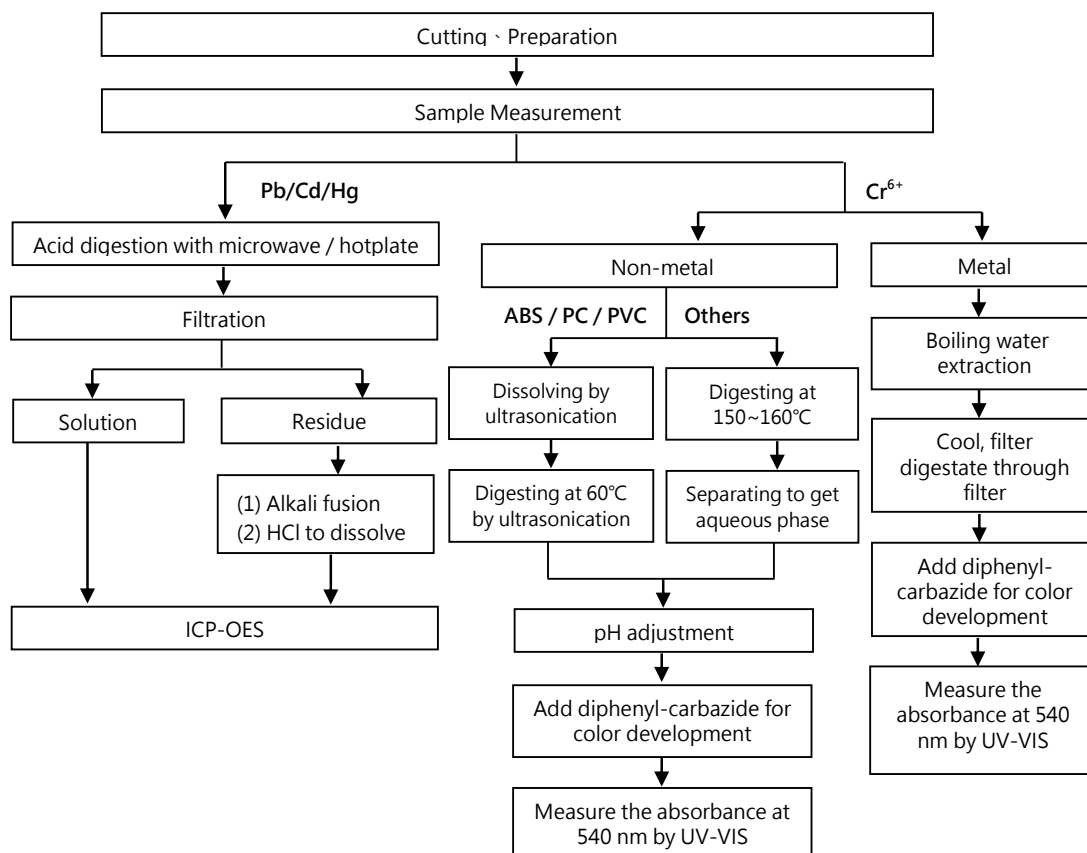 Cutting、Preparation
Sample Measurement
Pb/Cd/Hg
Cr6+
Acid digestion with microwave / hotplate
Filtration
Solution
Residue
(1) Alkali fusion
(2) HCl to dissolve
ICP-OES
Non-metal
ABS / PC / PVC
Others
Dissolving by
ultrasonication
Digesting at 60℃
by ultrasonication
Digesting at
150~160℃
Separating to get
aqueous phase
pH adjustment
Add diphenyl-carbazide for
color development
Measure the absorbance at
540 nm by UV-VIS
Metal
Boiling water
extraction
Cool, filter
digestate through
filter
Add diphenyl-
carbazide for color
development
Measure the
absorbance at 540
nm by UV-VIS